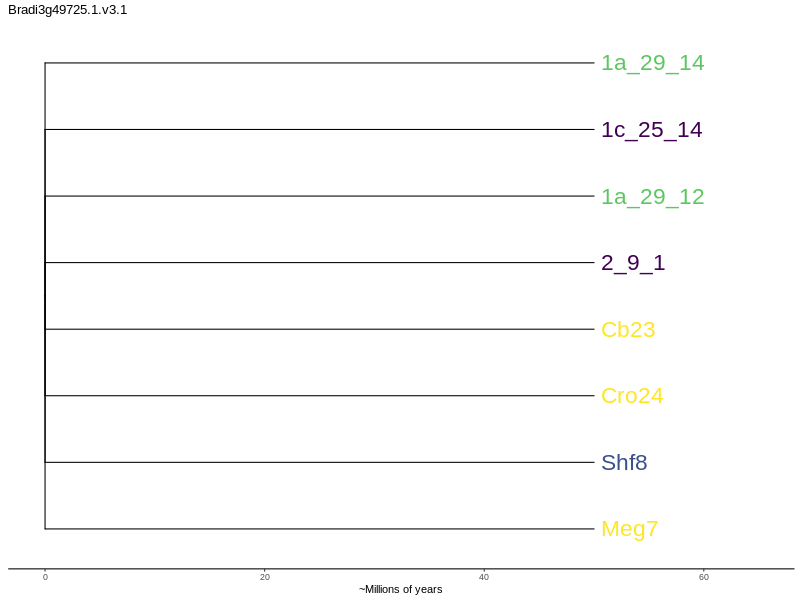 Bradi3g49725.1.v3.1
1a_29_14
1c_25_14
1a_29_12
2_9_1
Cb23
Cro24
Shf8
Meg7
0 20 40 60
~Millions of years